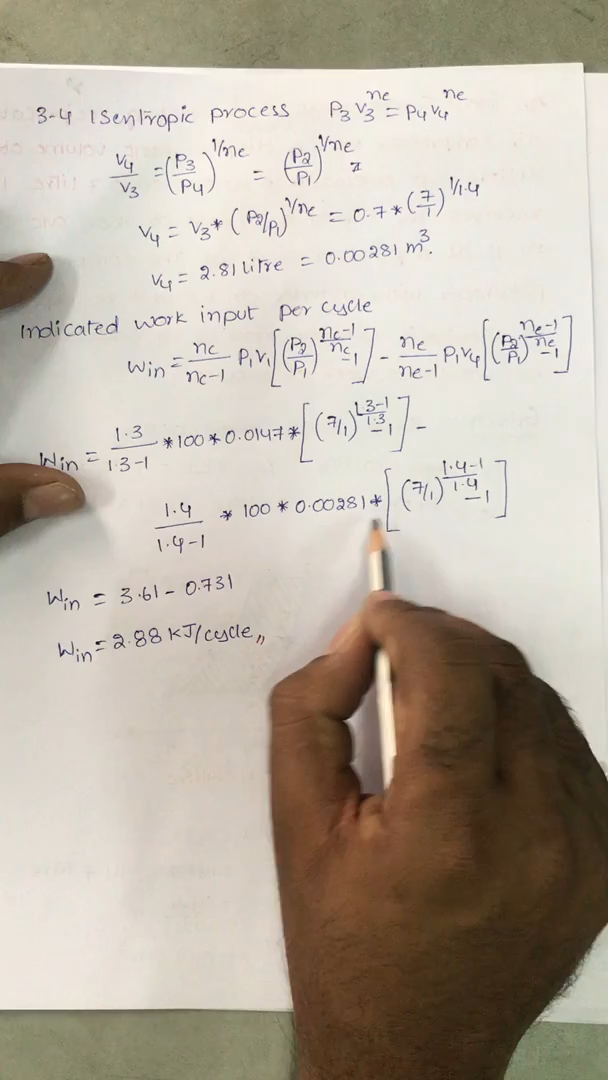 3-4 Isentropic process P₃V₃^ne = P₄V₄^ne
V₄/V₃ = (P₃/P₄)^1/ne = (P₂/P₁)^1/ne
V₄ = V₃ * (P₂/P₁)^1/ne = 0.7 * (7/1)^1/1.4
V₄ = 2.81 litre = 0.00281 m³.
Indicated work input per cycle
Win = nc/(nc-1) P₁V₁[(P₂/P₁)^(nc-1)/nc -1] - ne/(ne-1) P₁V₄[(P₂/P₁)^(ne-1)/ne -1]
Win = 1.3/(1.3-1) * 100 * 0.0147 * [(7/1)^(1.3-1)/1.3 -1] -
1.4/(1.4-1) * 100 * 0.00281 * [(7/1)^(1.4-1)/1.4 -1]
Win = 3.61 - 0.731
Win = 2.88 KJ/cycle,,